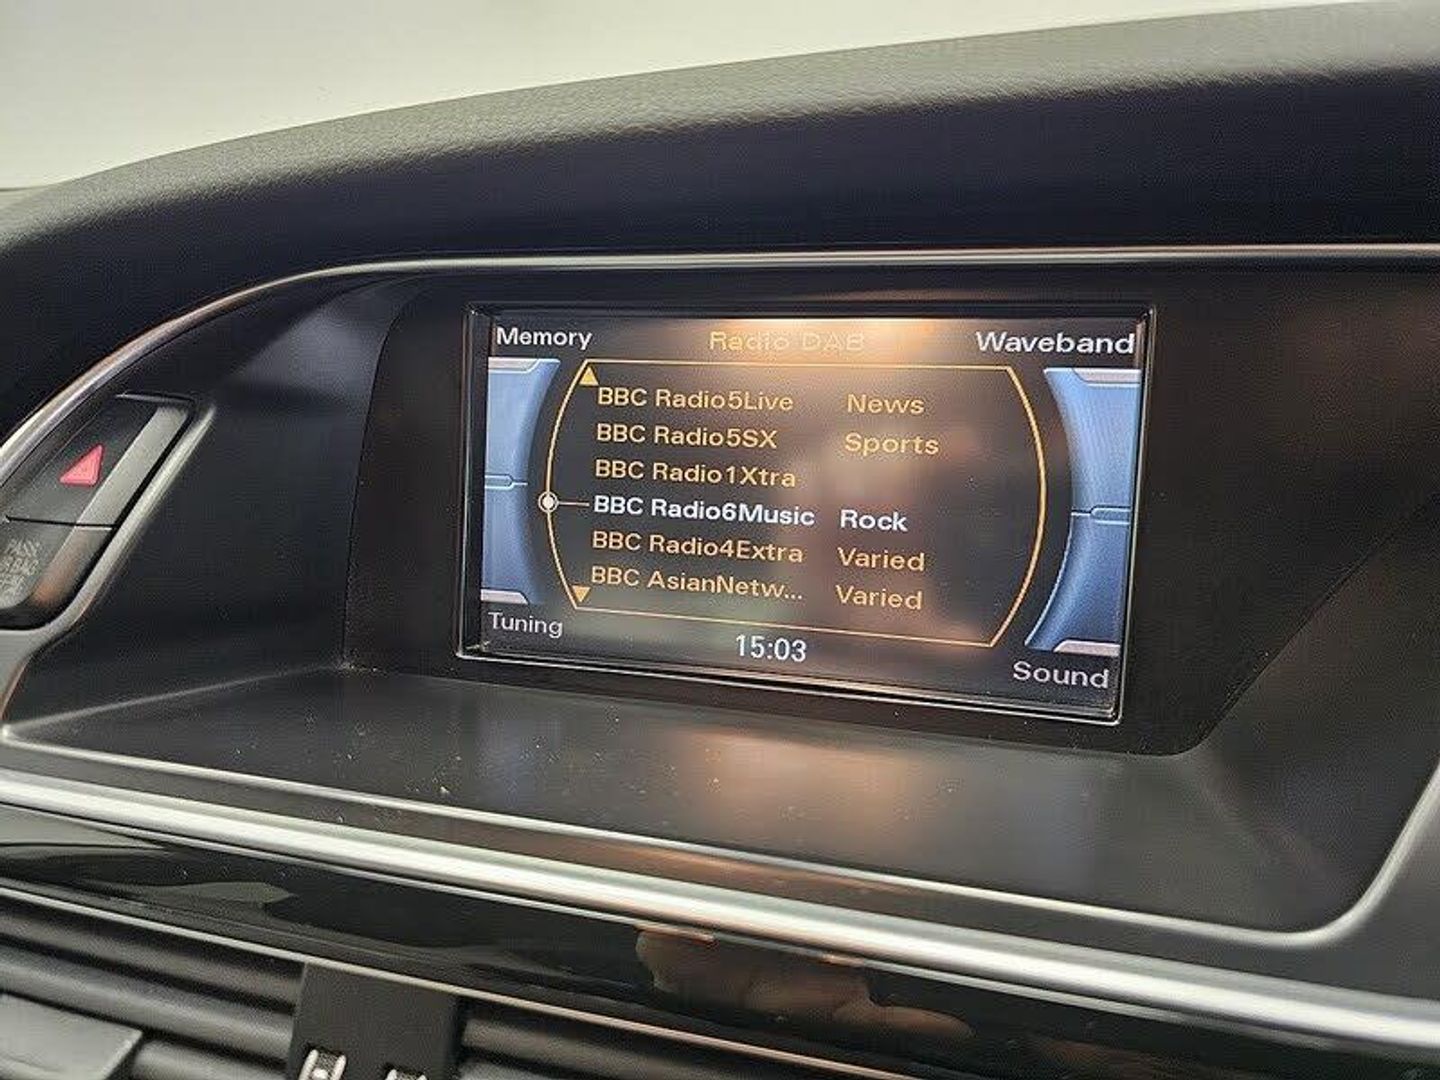 Memory Radio DAB Waveband
BBC Radio5Live News
BBC Radio5SX Sports
BBC Radio1Xtra
BBC Radio6Music Rock
BBC Radio4Extra Varied
BBC AsianNetw... Varied
Tuning 15:03 Sound
PASS